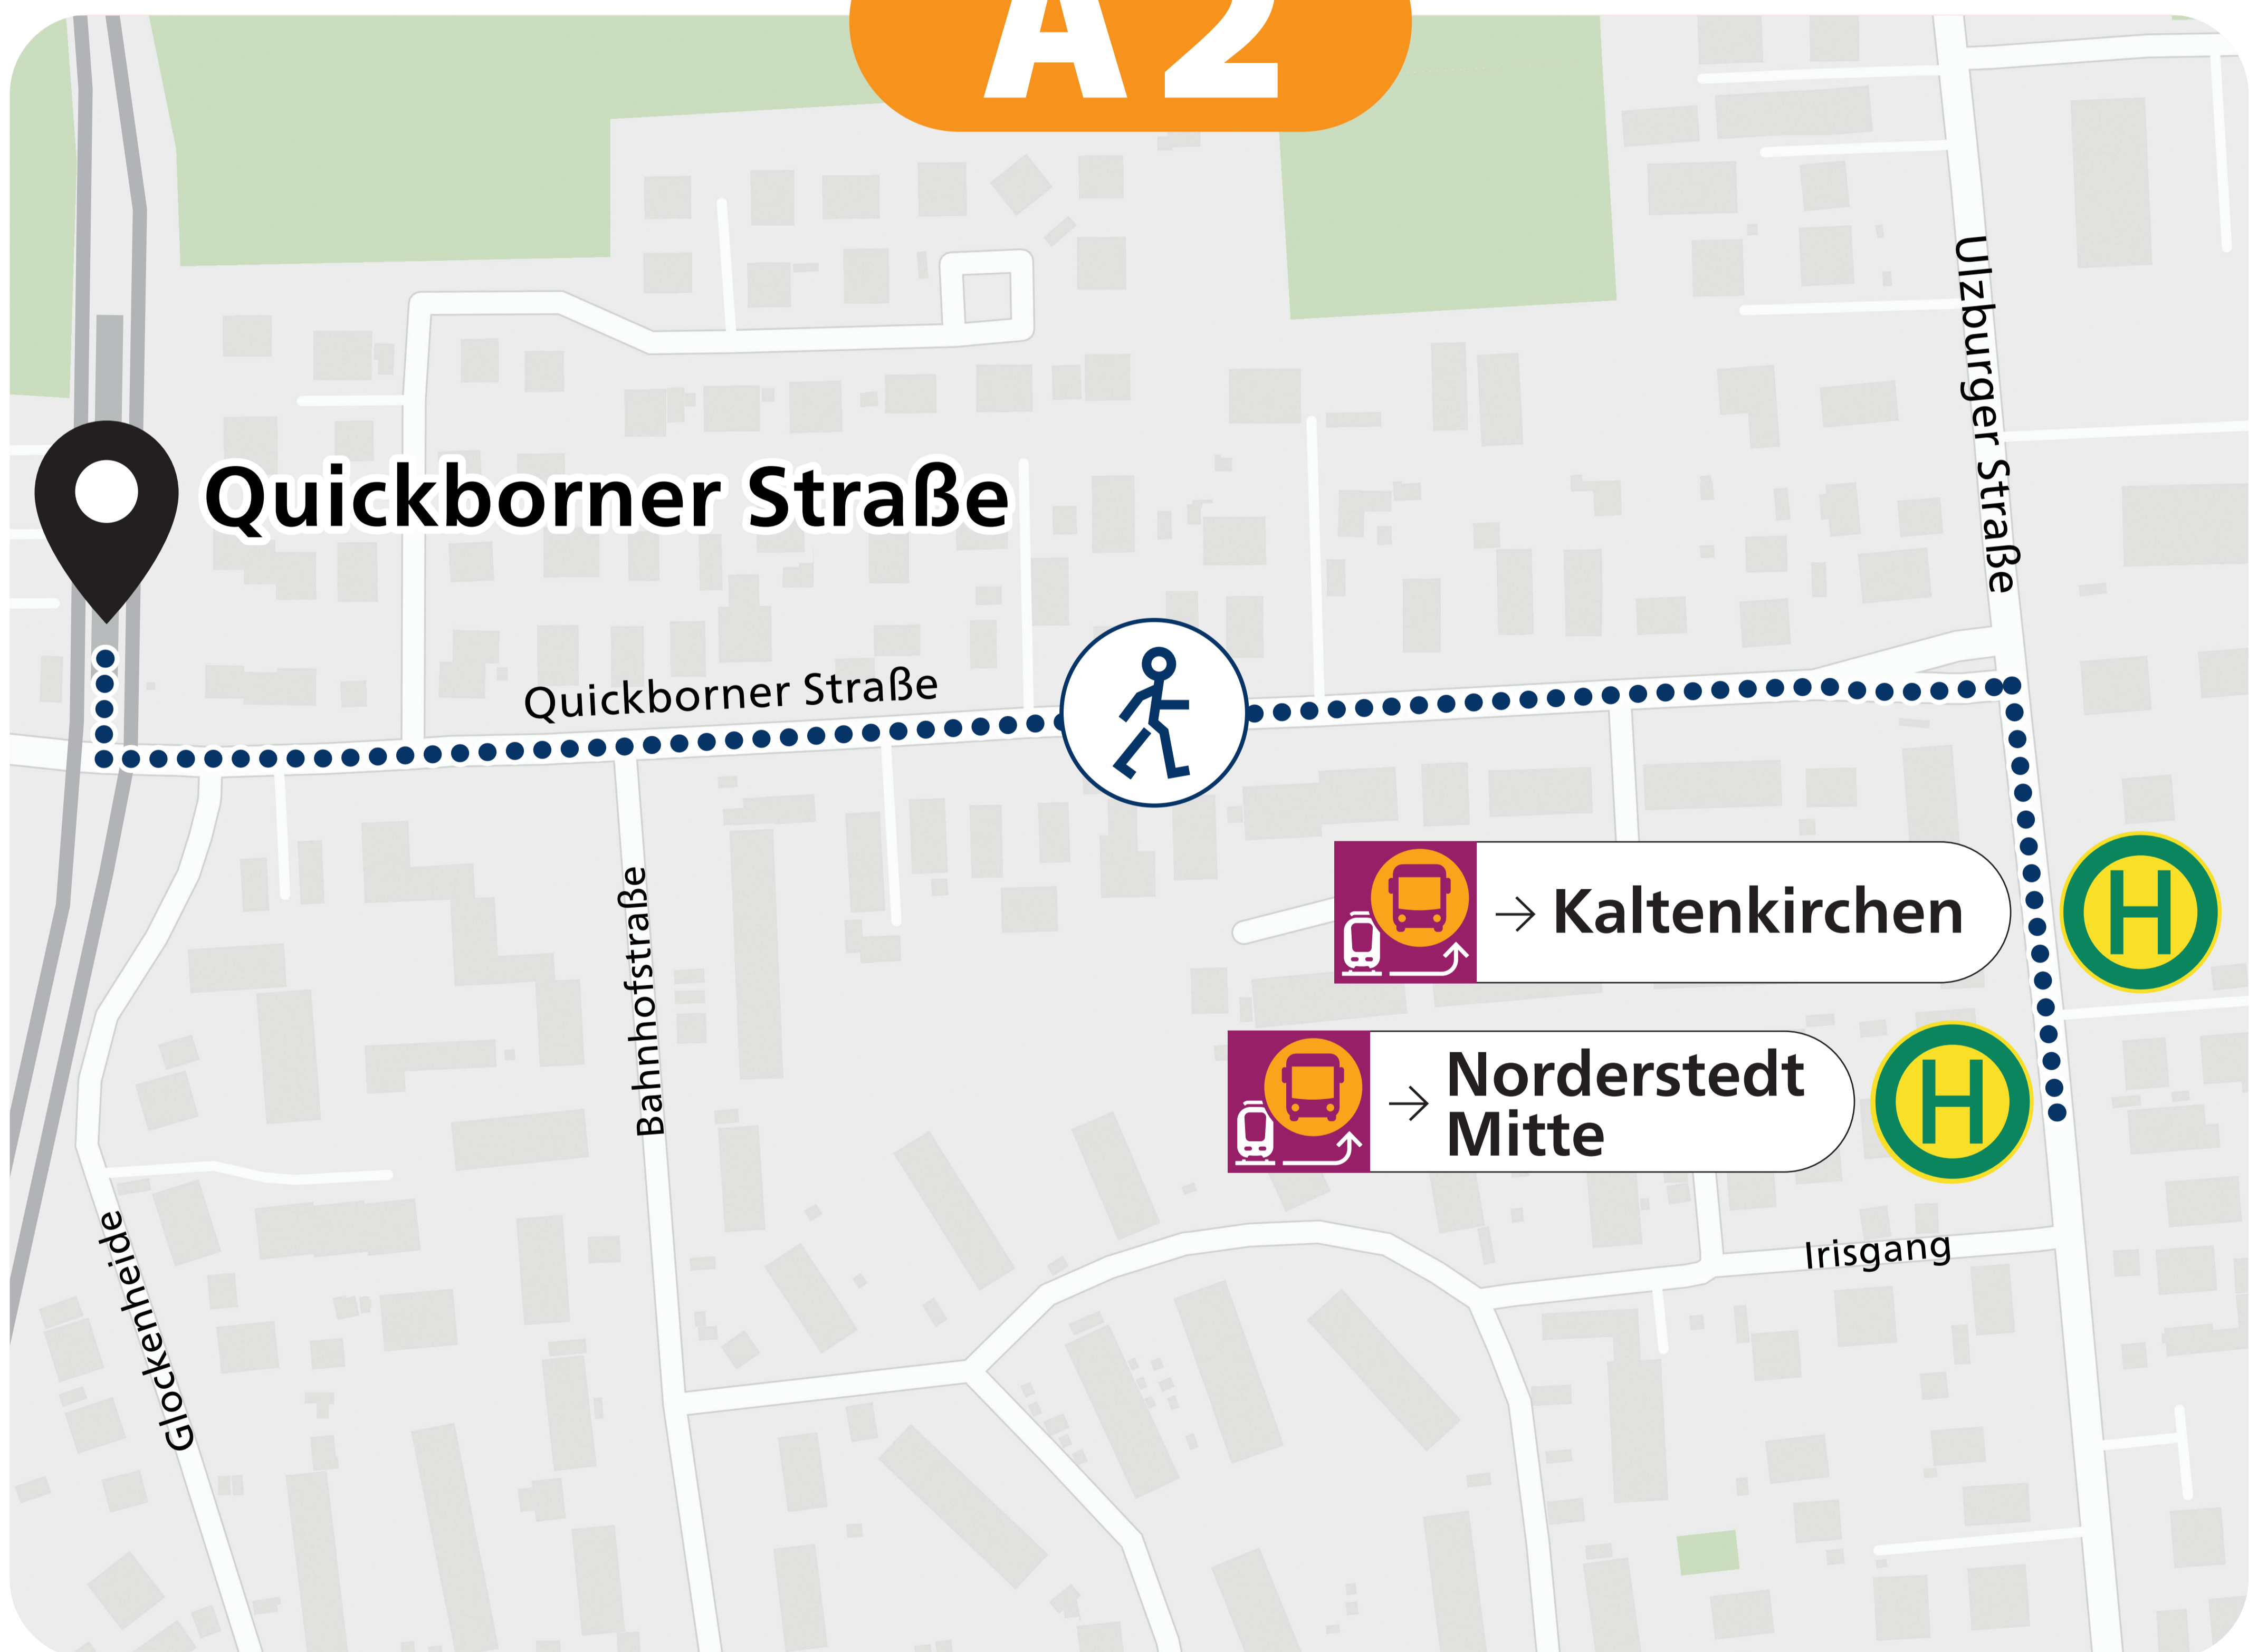 A2
Ulzburger Straße
Quickborner Straße
Quickborner Straße
Bahnhofstraße
→ Kaltenkirchen
H
→ Norderstedt
Mitte
H
Irisgang
Glockenheide